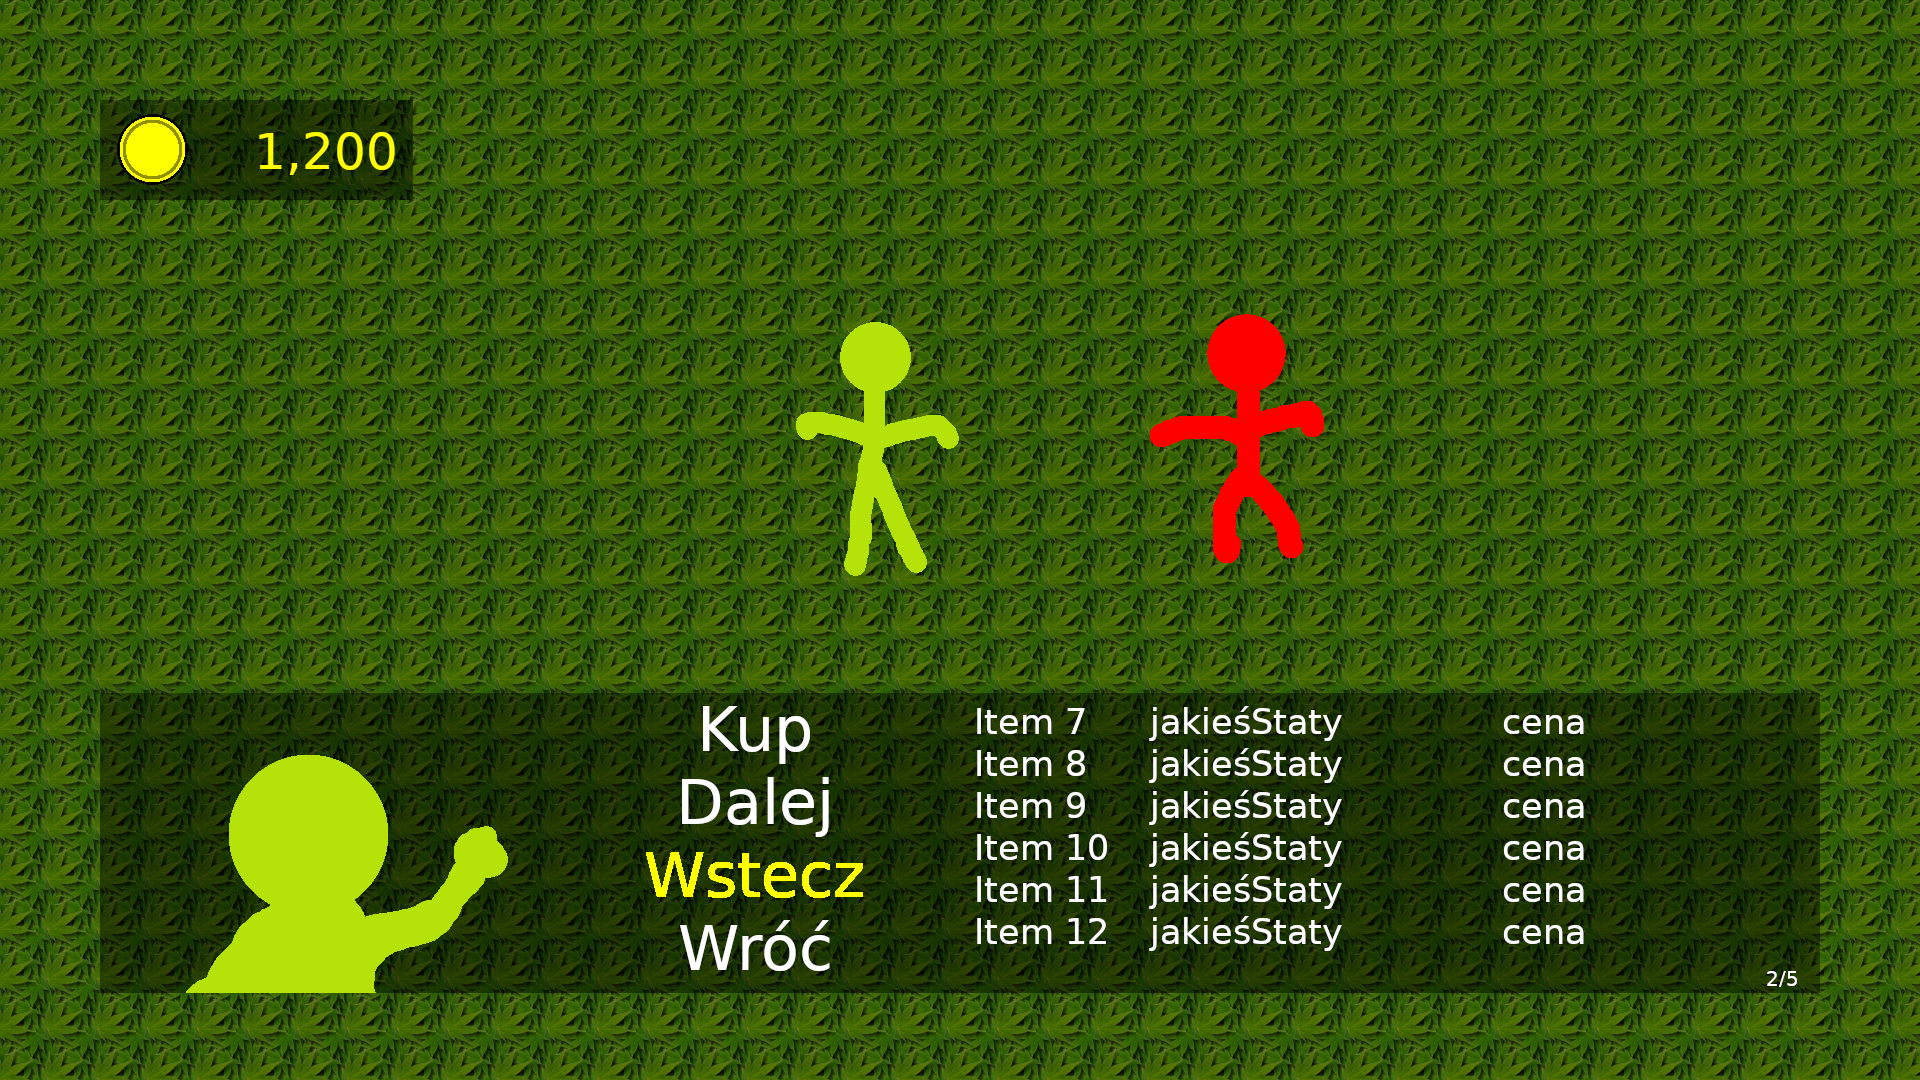 1,200
Kup
Dalej
Wstecz
Wróć
Item 7 jakieśStaty cena
Item 8 jakieśStaty cena
Item 9 jakieśStaty cena
Item 10 jakieśStaty cena
Item 11 jakieśStaty cena
Item 12 jakieśStaty cena
2/5